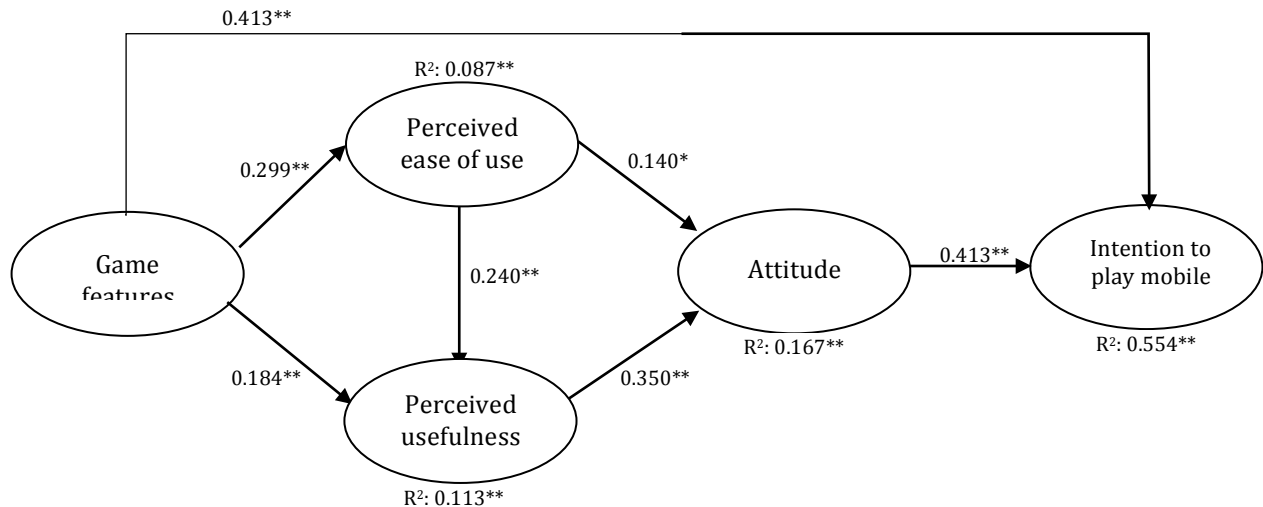 0.413**
R²: 0.087**
Perceived
ease of use
0.299**
0.140*
Game
features
0.240**
Attitude
0.413**
Intention to
play mobile
R²: 0.167**
R²: 0.554**
0.184**
0.350**
Perceived
usefulness
R²: 0.113**